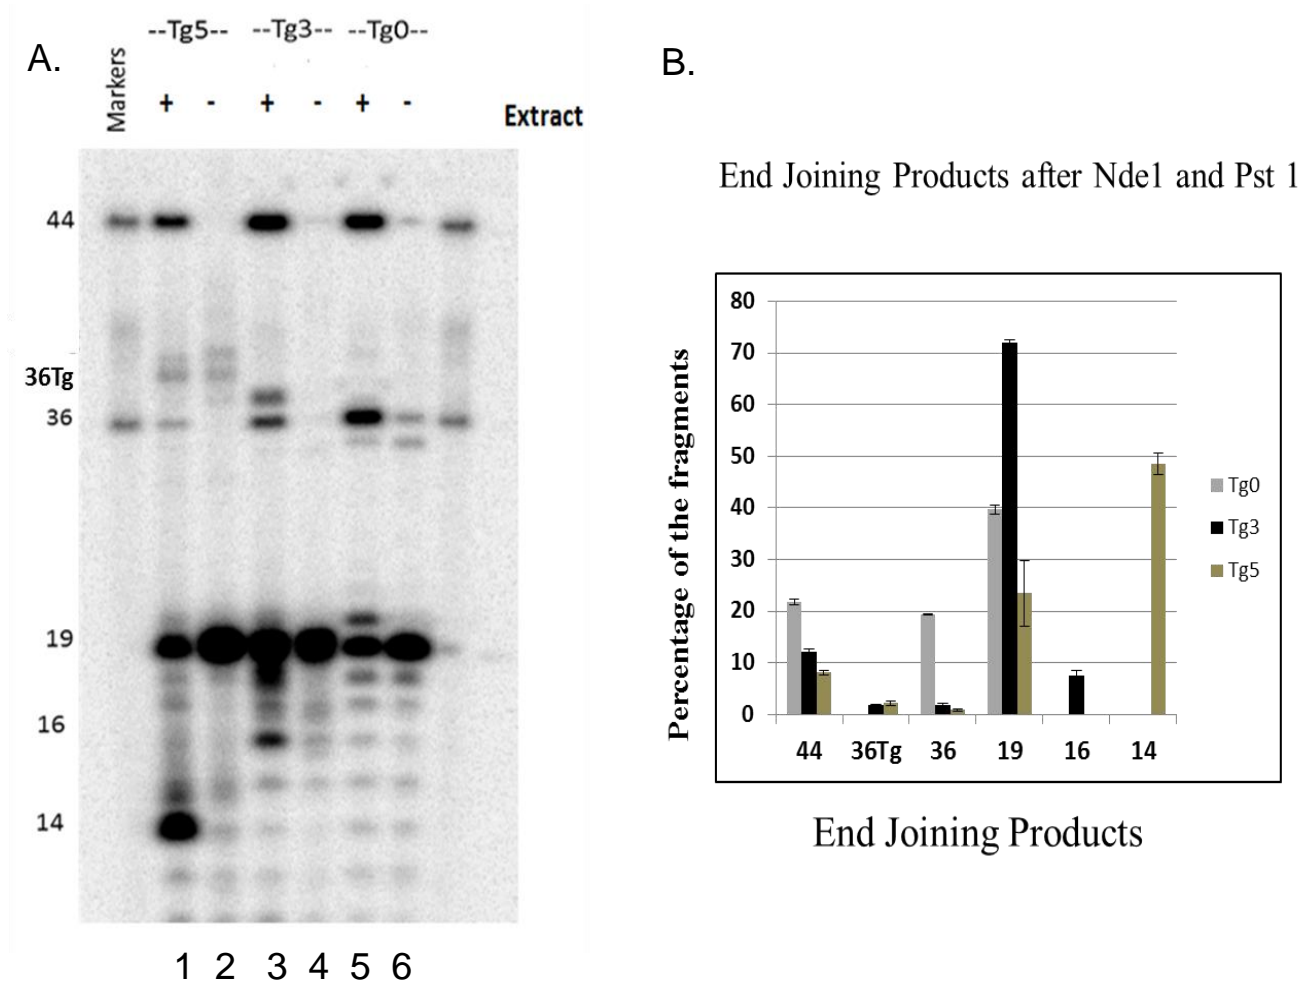 A.
--Tg5-- --Tg3-- --Tg0--
Markers
+ - + - + -
Extract
44
36Tg
36
19
16
14
1 2 3 4 5 6
B.
End Joining Products after Nde1 and Pst 1
Percentage of the fragments
80
70
60
50
40
30
20
10
0
44 36Tg 36 19 16 14
Tg0
Tg3
Tg5
End Joining Products